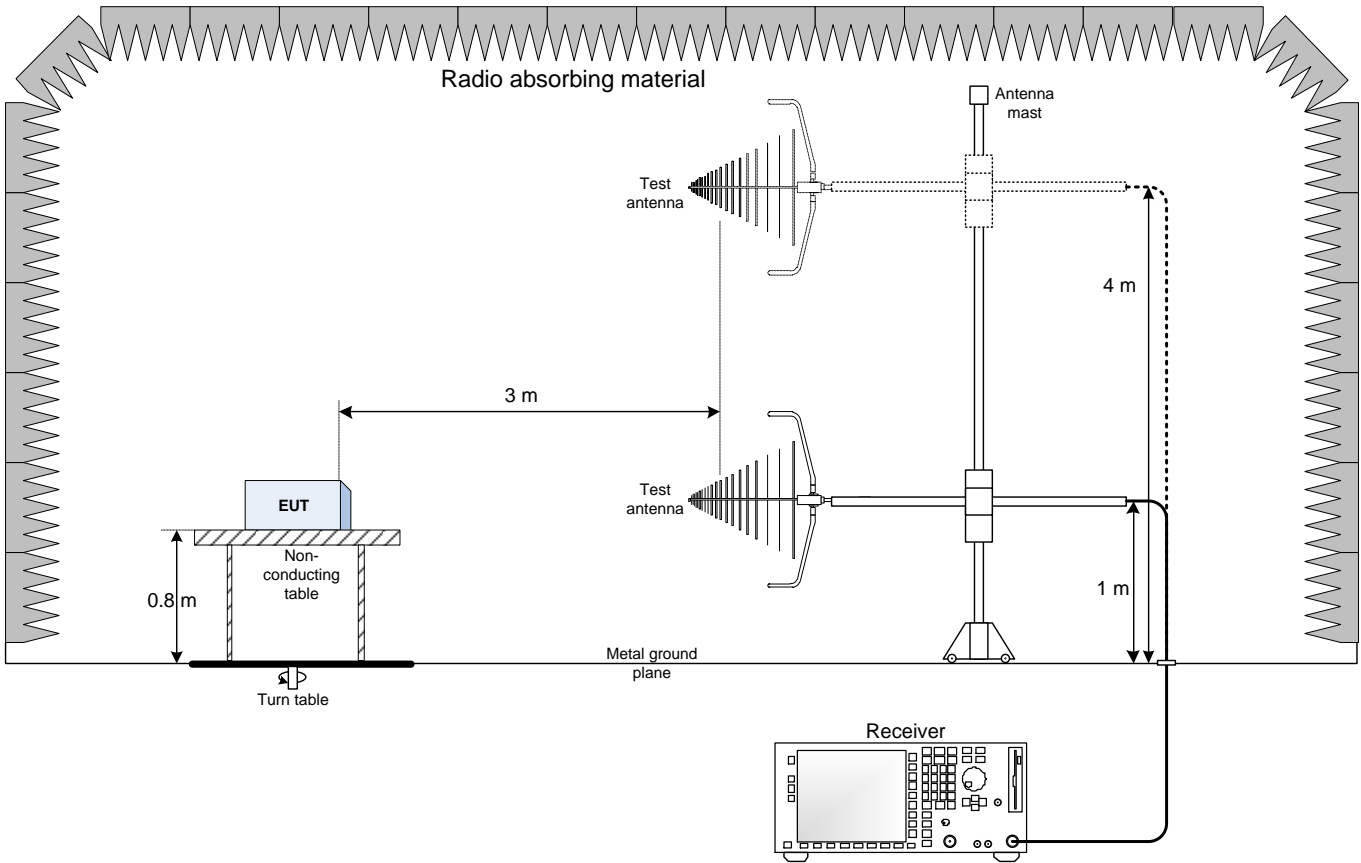 Radio absorbing material
Antenna
mast
Test
antenna
4 m
3 m
EUT
Test
antenna
Non-
conducting
table
0.8 m
1 m
Metal ground
plane
Turn table
Receiver